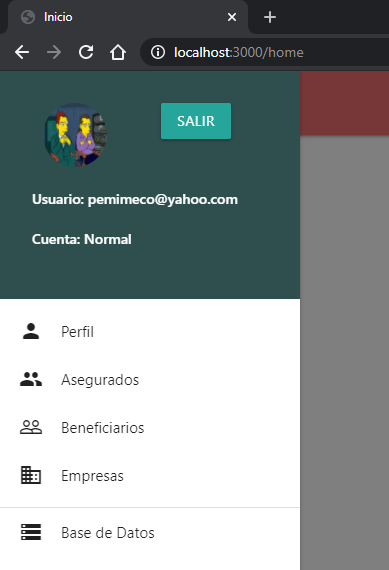 Inicio
localhost:3000/home
SALIR
Usuario: pemimeco@yahoo.com
Cuenta: Normal
Perfil
Asegurados
Beneficiarios
Empresas
Base de Datos